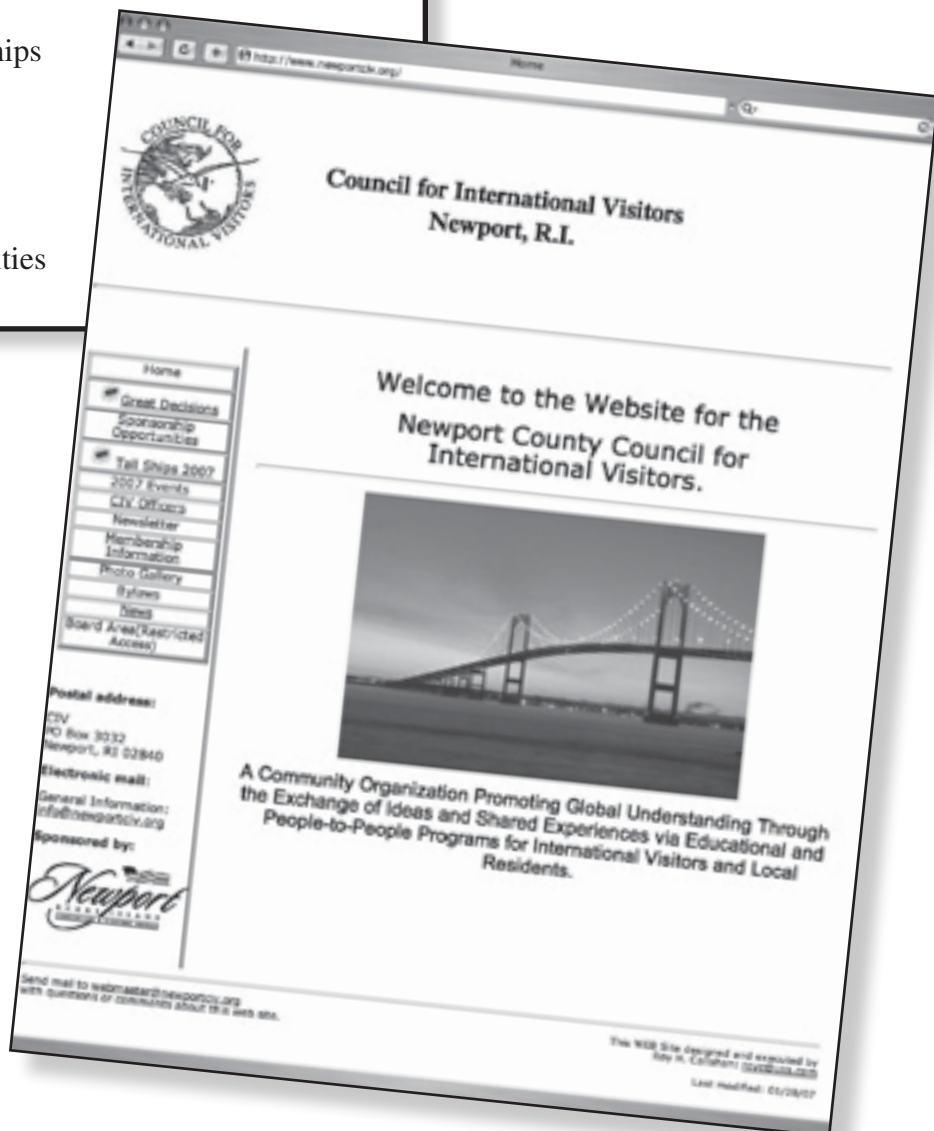 hips
ties
Home
http://www.newportciv.org/
COUNCIL FOR
INTERNATIONAL VISITORS
Council for International Visitors
Newport, R.I.
Home
Great Decisions
Sponsorship
Opportunities
Tall Ships 2007
2007 Events
CIV Officers
Newsletter
Membership
Information
Photo Gallery
Bylaws
News
Board Area(Restricted
Access)
Postal address:
CIV
PO Box 3032
Newport, RI 02840
Electronic mail:
General Information:
info@newportciv.org
Sponsored by:
Newport
Welcome to the Website for the
Newport County Council for
International Visitors.
A Community Organization Promoting Global Understanding Through
the Exchange of Ideas and Shared Experiences via Educational and
People-to-People Programs for International Visitors and Local
Residents.
Send mail to webmaster@newportciv.org
with questions or comments about this web site.
This WEB Site designed and executed by
Roy H. Callahan:
Last modified: 01/28/07